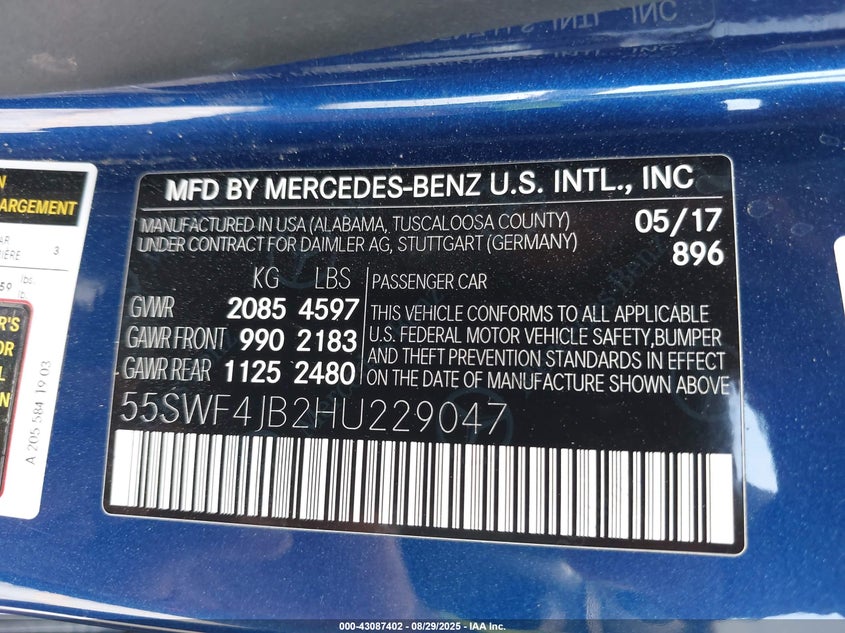 MFD BY MERCEDES-BENZ U.S. INTL., INC
MANUFACTURED IN USA (ALABAMA, TUSCALOOSA COUNTY)
UNDER CONTRACT FOR DAIMLER AG, STUTTGART (GERMANY)
05/17
896
KG LBS
GVWR 2085 4597
GAWR FRONT 990 2183
GAWR REAR 1125 2480
PASSENGER CAR
THIS VEHICLE CONFORMS TO ALL APPLICABLE
U.S. FEDERAL MOTOR VEHICLE SAFETY,BUMPER
AND THEFT PREVENTION STANDARDS IN EFFECT
ON THE DATE OF MANUFACTURE SHOWN ABOVE
55SWF4JB2HU229047
ARGEMENT
3
lbs.
A 205 584 19 03
000-43087402 - 08/29/2025 - IAA Inc.